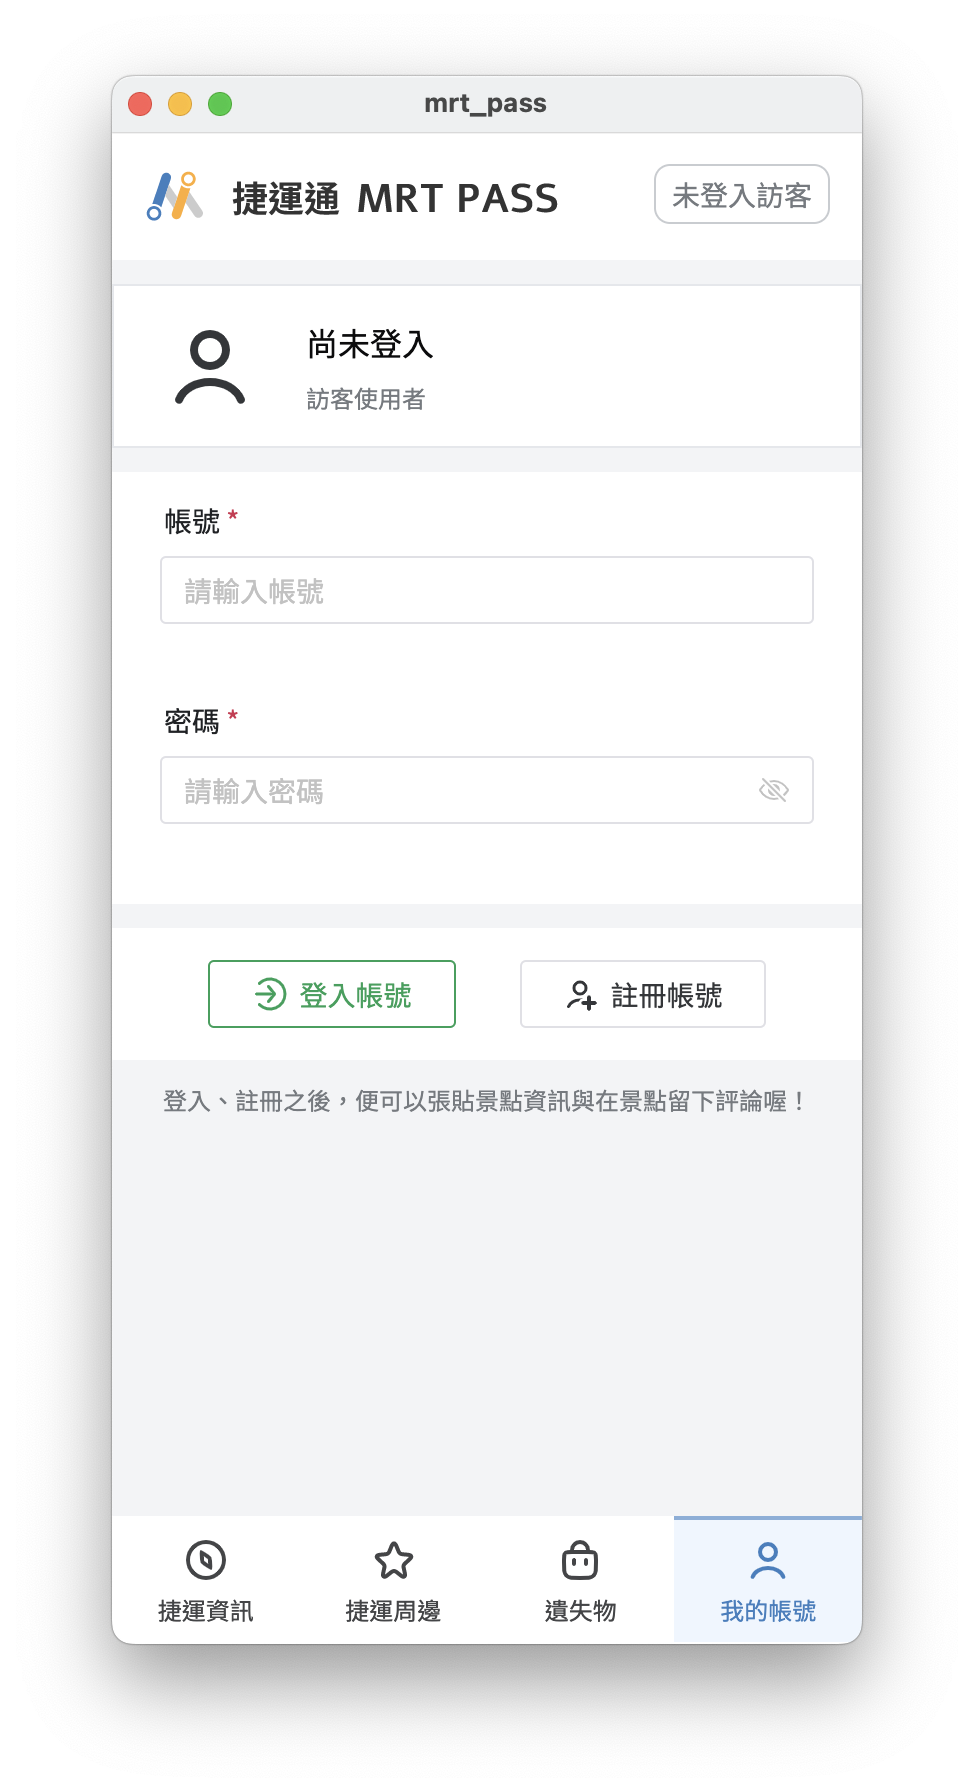 mrt_pass
捷運通 MRT PASS
未登入訪客
尚未登入
訪客使用者
帳號 *
請輸入帳號
密碼 *
請輸入密碼
登入帳號
註冊帳號
登入、註冊之後，便可以張貼景點資訊與在景點留下評論喔！
捷運資訊
捷運周邊
遺失物
我的帳號